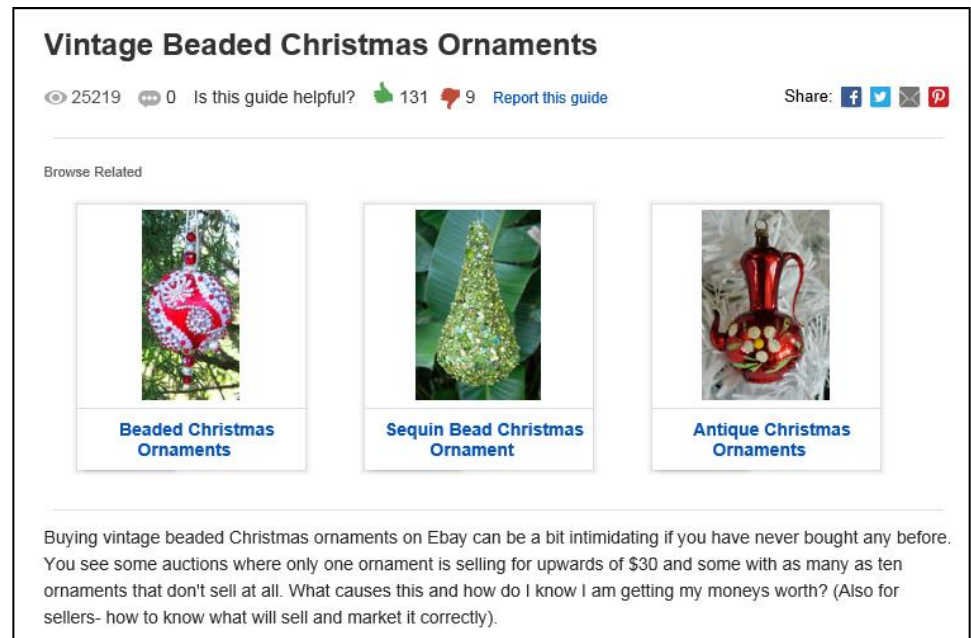 Vintage Beaded Christmas Ornaments
25219 0 Is this guide helpful? 131 9 Report this guide Share:
Browse Related
Beaded Christmas
Ornaments
Sequin Bead Christmas
Ornament
Antique Christmas
Ornaments
Buying vintage beaded Christmas ornaments on Ebay can be a bit intimidating if you have never bought any before.
You see some auctions where only one ornament is selling for upwards of $30 and some with as many as ten
ornaments that don't sell at all. What causes this and how do I know I am getting my moneys worth? (Also for
sellers- how to know what will sell and market it correctly).